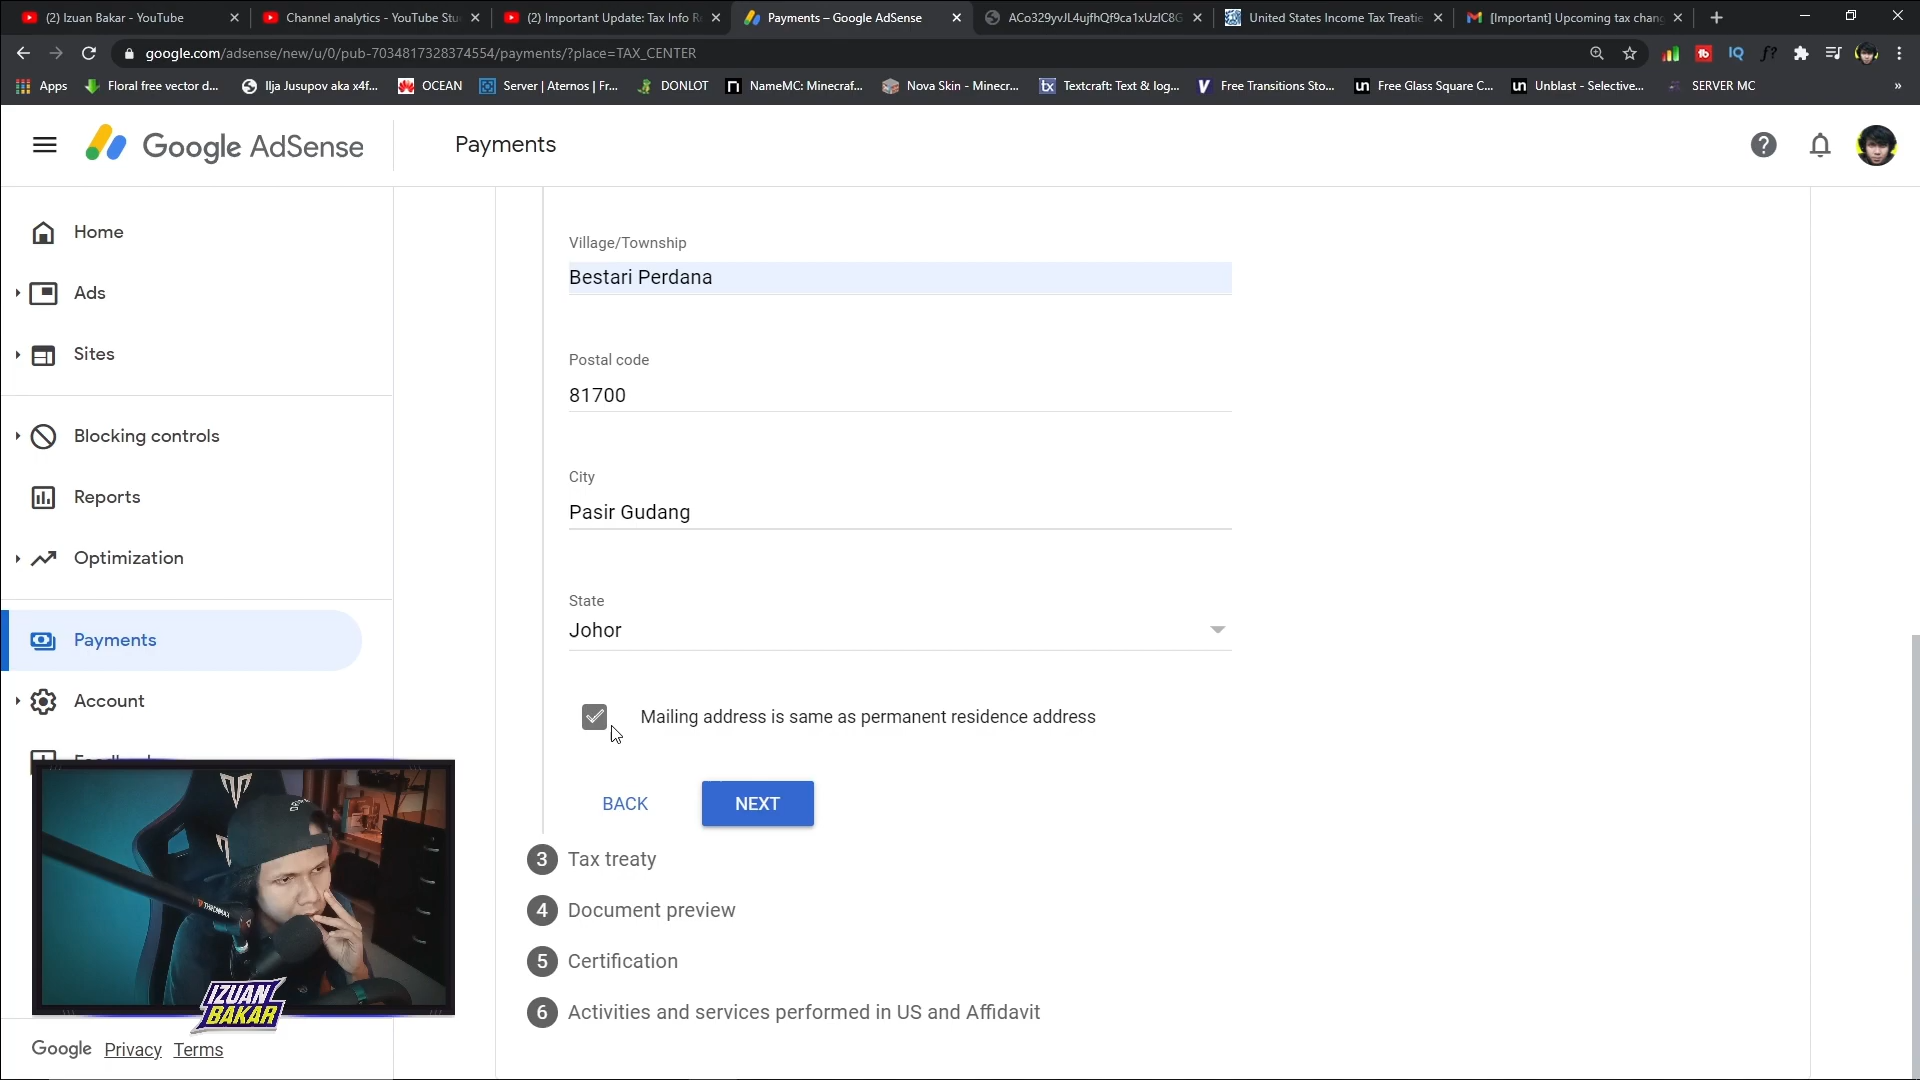 (2) Izuan Bakar - YouTube
Channel analytics - YouTube Stu
(2) Important Update: Tax Info R
Payments – Google AdSense
United States Income Tax Treatie
[Important] Upcoming tax chang
google.com/adsense/new/u/0/pub-7034817328374554/payments/?place=TAX_CENTER
Apps
Floral free vector d...
Ilja Jusupov aka x4f...
OCEAN
Server | Aternos | Fr...
DONLOT
NameMC: Minecraf...
Nova Skin - Minecr...
Textcraft: Text & log...
Free Transitions Sto...
Free Glass Square C...
Unblast - Selective...
SERVER MC
Google AdSense
Payments
Home
Ads
Sites
Blocking controls
Reports
Optimization
Payments
Account
Village/Township
Bestari Perdana
Postal code
81700
City
Pasir Gudang
State
Johor
Mailing address is same as permanent residence address
BACK
NEXT
3 Tax treaty
4 Document preview
5 Certification
6 Activities and services performed in US and Affidavit
IZUAN
BAKAR
Google Privacy Terms